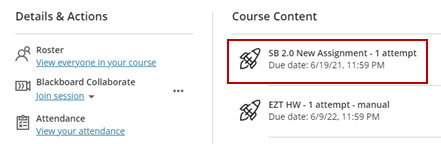 Details & Actions
Roster
View everyone in your course
Blackboard Collaborate
Join session
Attendance
View your attendance
Course Content
SB 2.0 New Assignment - 1 attempt
Due date: 6/19/21, 11:59 PM
EZT HW - 1 attempt - manual
Due date: 6/9/22, 11:59 PM